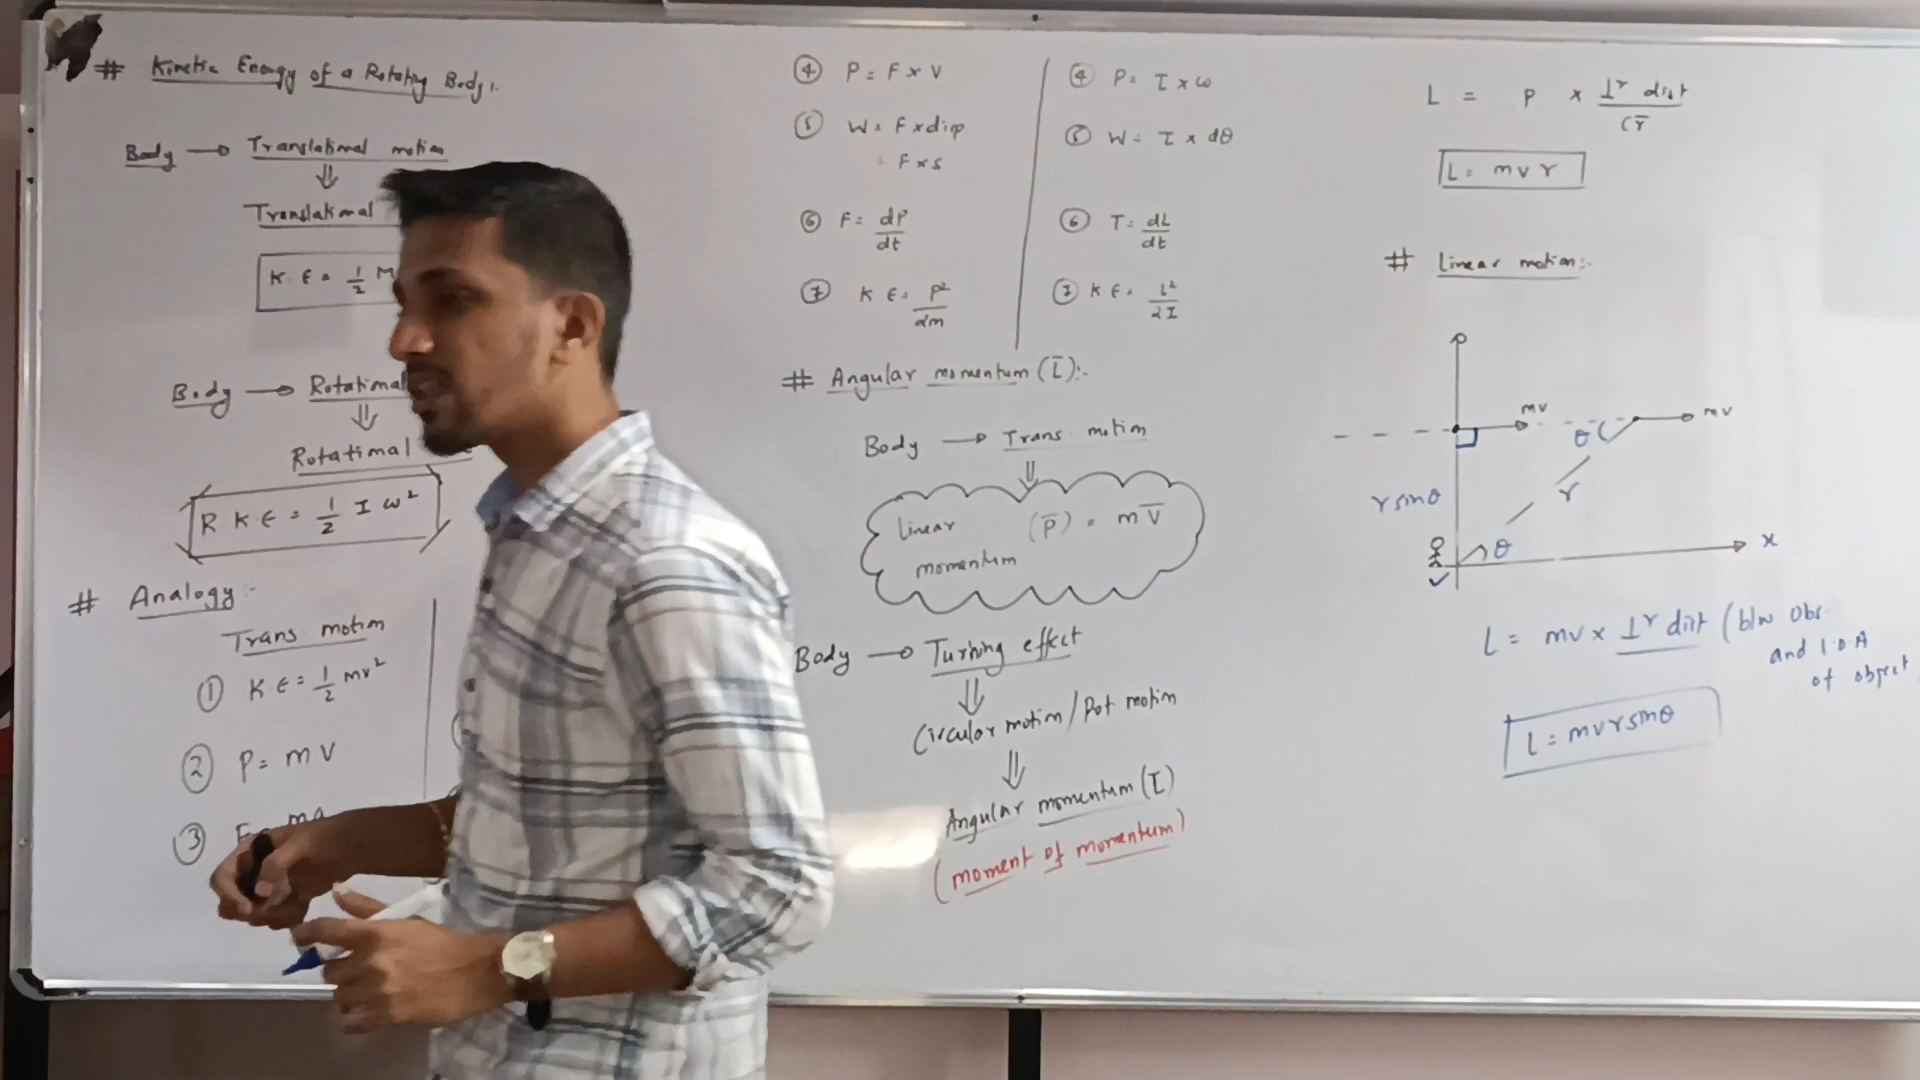 # Kinetic Energy of a Rotating Body:.
Body → Translational motion
⇓
Translational
K.E = 1/2 M
Body → Rotational
⇓
Rotational
R K.E = 1/2 I ω²
# Analogy:-
Trans motion
① K.E = 1/2 mv²
② P = m V
③ F = ma
④ P = F × V
⑤ W = F × disp
= F × s
⑥ F = dP/dt
⑦ K E = P²/2m
④ P = τ × ω
⑤ W = τ × dθ
⑥ τ = dL/dt
⑦ K E = L²/2I
# Angular momentum (L̄):-
Body → Trans. motion
⇓
linear (p̄) = m V̄
momentum
Body → Turning effect
⇓
Circular motion / Rot motion
⇓
Angular momentum (L̄)
(moment of momentum)
L = P × ⊥r dist
(r̄
L = m v r
# Linear motion:-
mv
mv
θ
r sinθ
r
θ
x
L = mv × ⊥r dist (b/w obs.
and L.O.A
of object
L = mvr sinθ